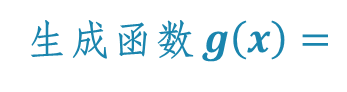 生成函数 g(x) =